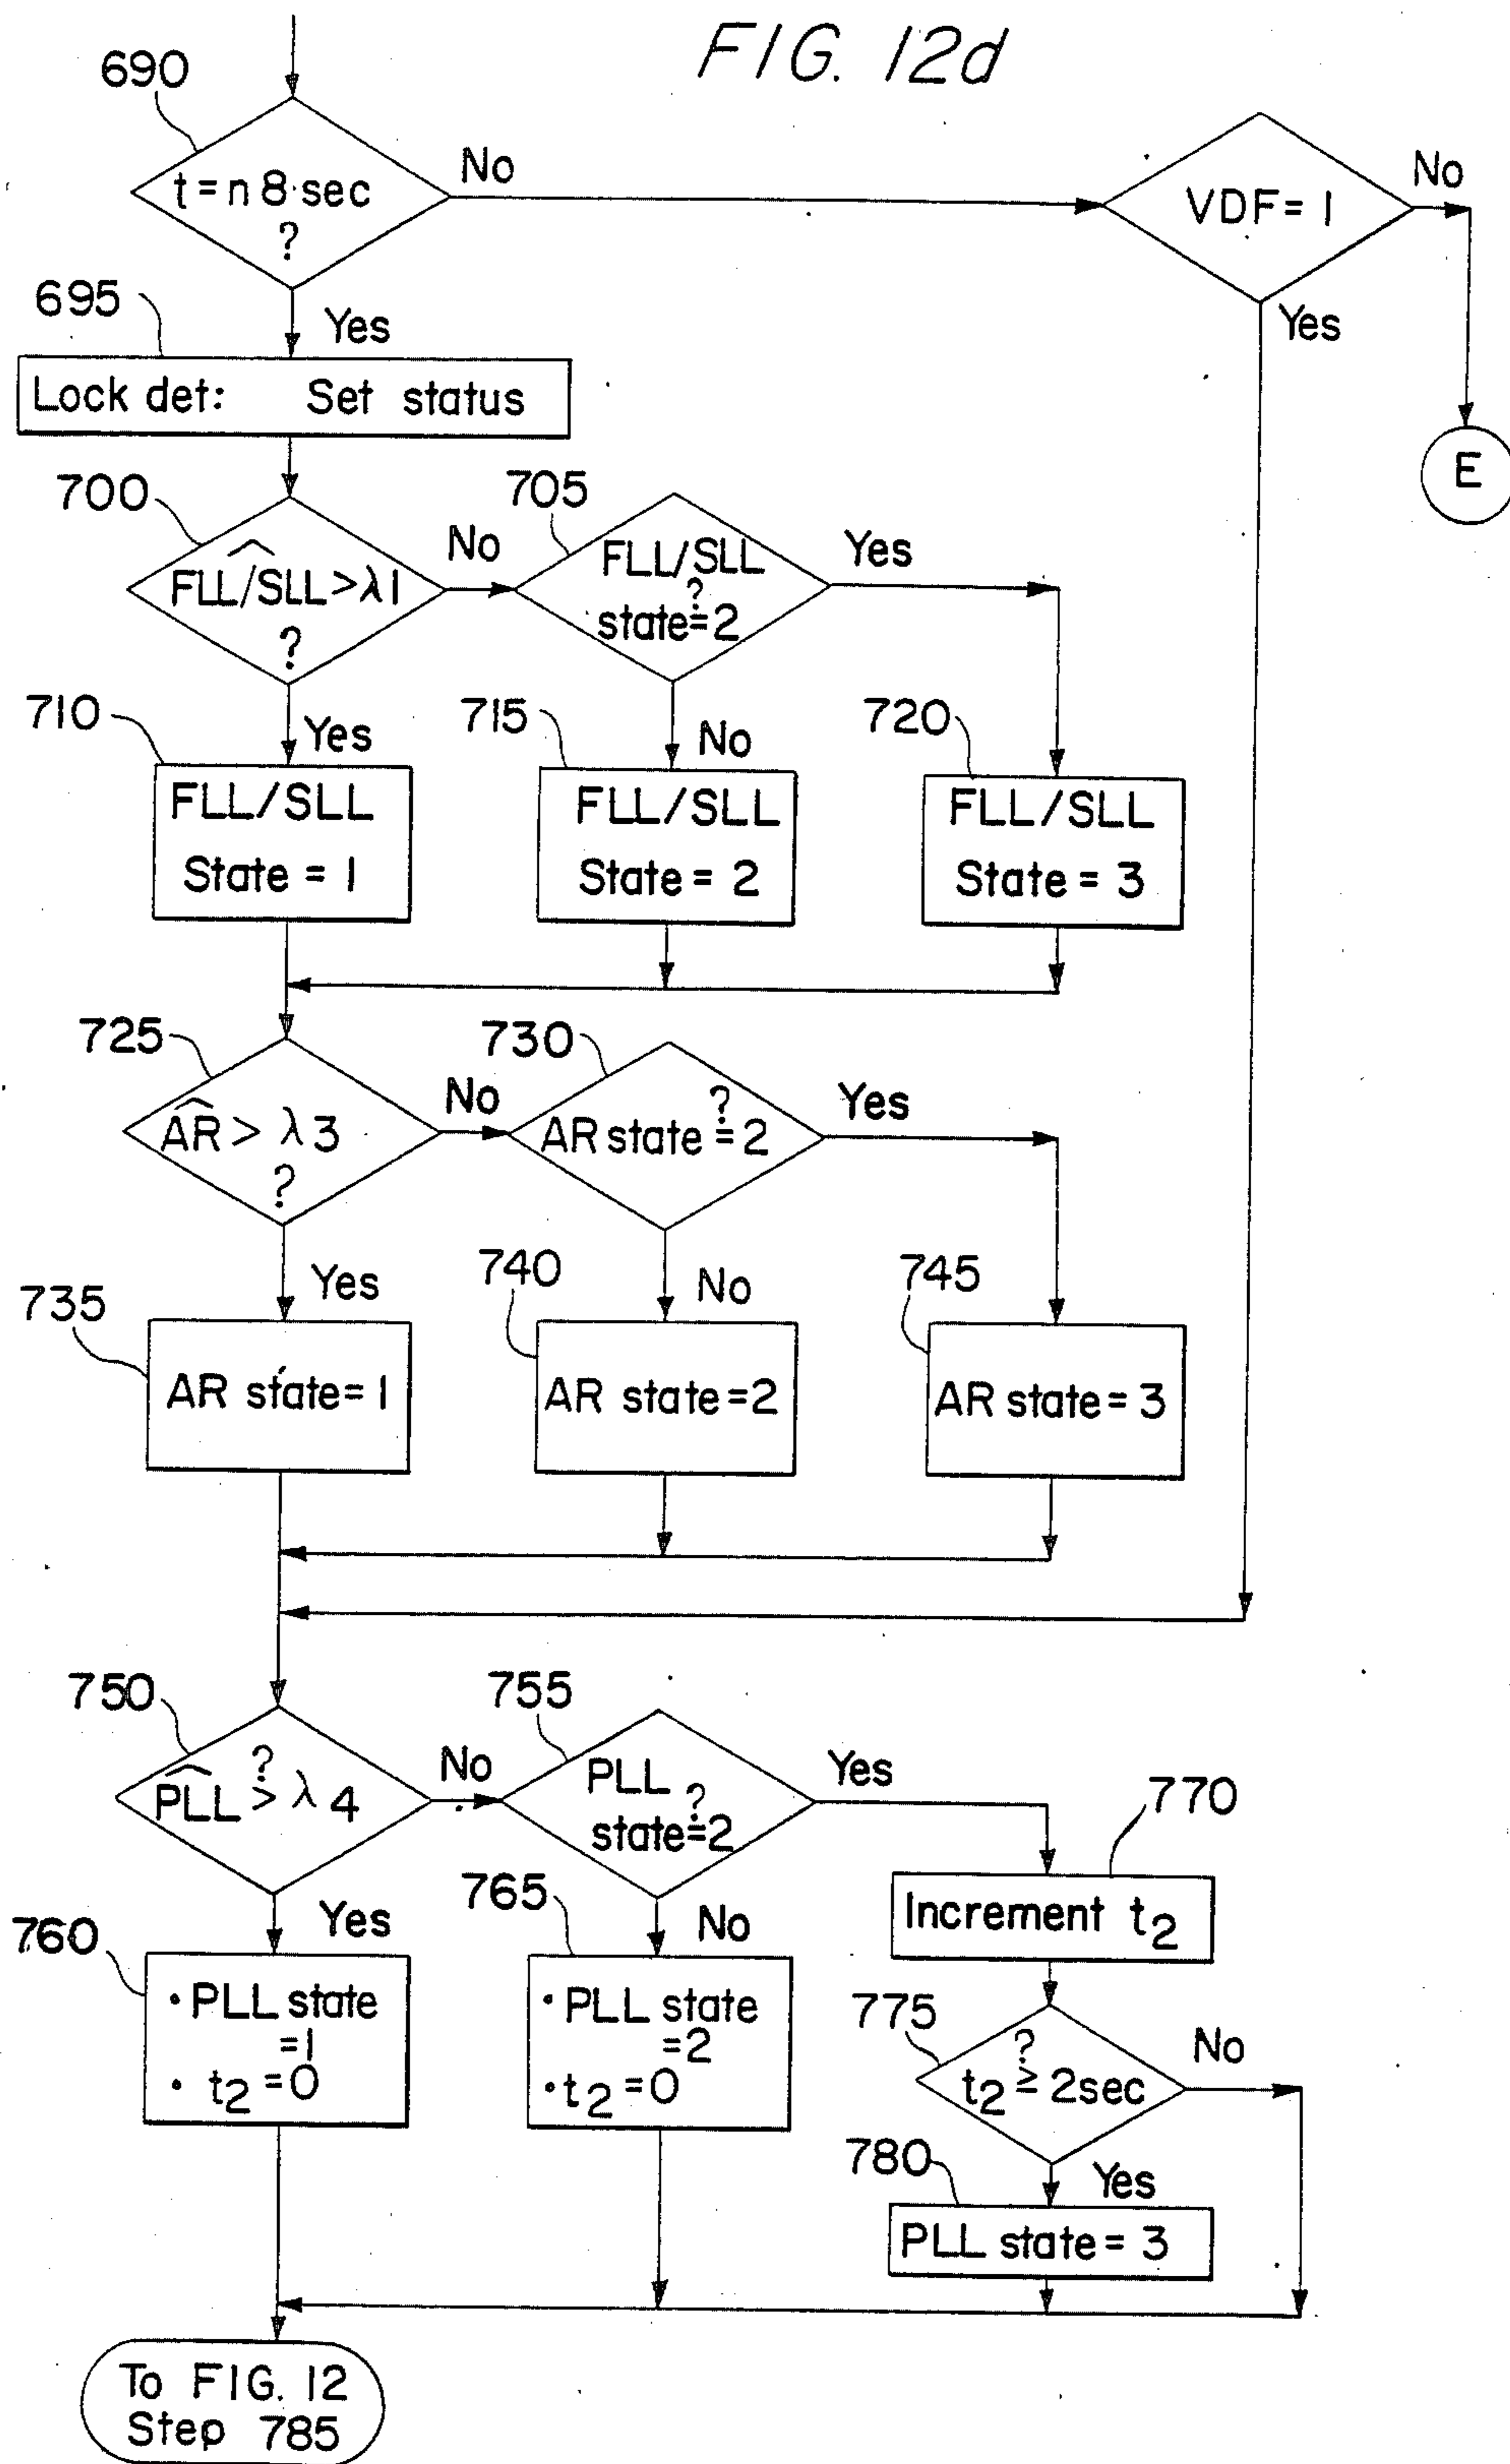 FIG. 12d
690
t=n8·sec
?
No
Yes
VDF=1
No
Yes
E
695
Lock det: Set status
700
FLL/SLL>λ1
?
No
Yes
705
FLL/SLL
?
state=2
Yes
No
710
FLL/SLL
State = 1
715
FLL/SLL
State = 2
720
FLL/SLL
State = 3
725
AR > λ3
?
No
Yes
730
?
AR state=2
Yes
No
735
AR state=1
740
AR state=2
745
AR state=3
750
?
PLL > λ4
No
Yes
755
PLL
?
state=2
Yes
No
760
• PLL state
=1
• t2=0
765
• PLL state
=2
• t2=0
770
Increment t2
775
?
t2 ≥ 2sec
No
Yes
780
PLL state = 3
To FIG. 12
Step 785